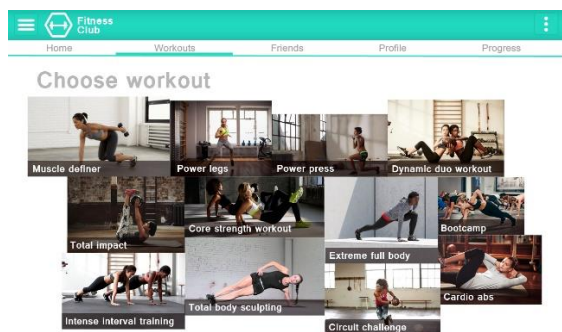 Fitness
Club
Home
Workouts
Friends
Profile
Progress
Choose workout
Muscle definer
Power legs
Power press
Dynamic duo workout
Total impact
Core strength workout
Extreme full body
Bootcamp
Intense interval training
Total body sculpting
Circuit challenge
Cardio abs